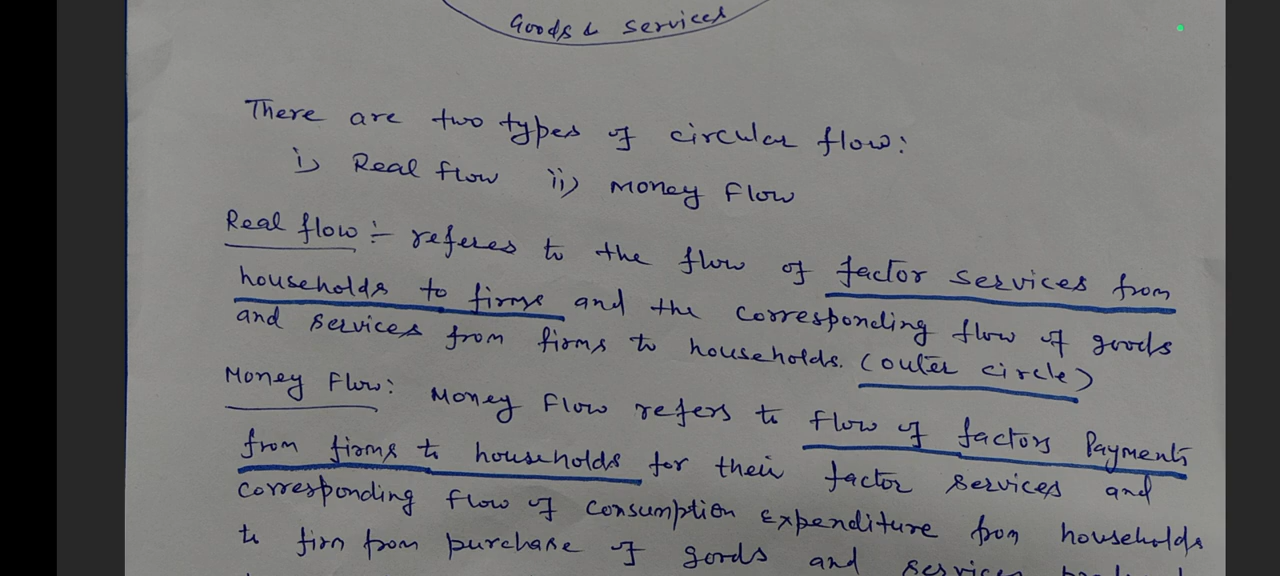 Goods & Services
There are two types of circular flow:
i) Real flow ii) Money Flow
Real flow :- referes to the flow of factor services from
households to firms and the corresponding flow of goods
and services from firms to households. (outer circle)
Money Flow: Money Flow refers to flow of factors Payments
from firms to households for their factor services and
corresponding flow of consumption expenditure from households
to firm from purchase of goods and services